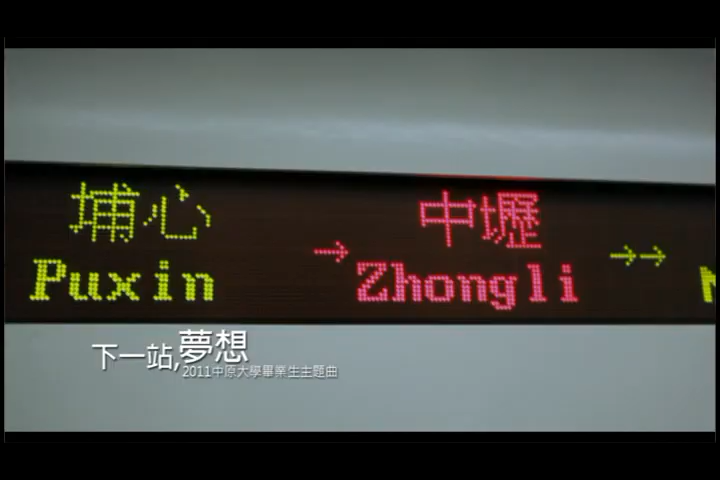 埔心 中壢
Puxin → Zhongli →→ N
下一站,夢想
2011中原大學畢業生主題曲